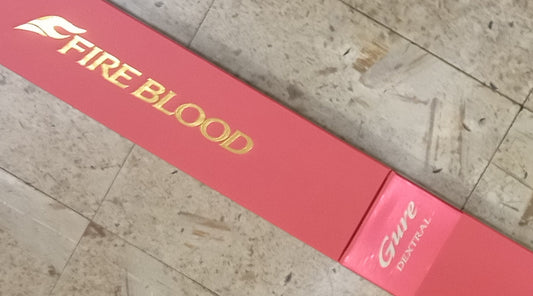 FIRE BLOOD
Gure
DEXTRAL